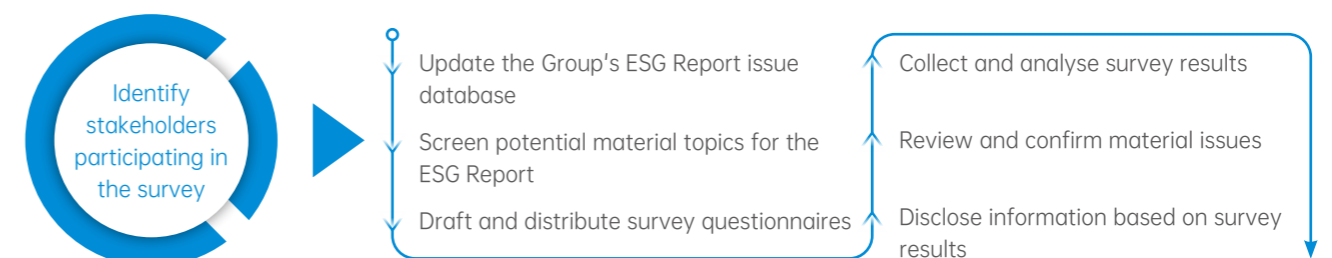 Identify
stakeholders
participating in
the survey
Update the Group's ESG Report issue
database
Screen potential material topics for the
ESG Report
Draft and distribute survey questionnaires
Collect and analyse survey results
Review and confirm material issues
Disclose information based on survey
results